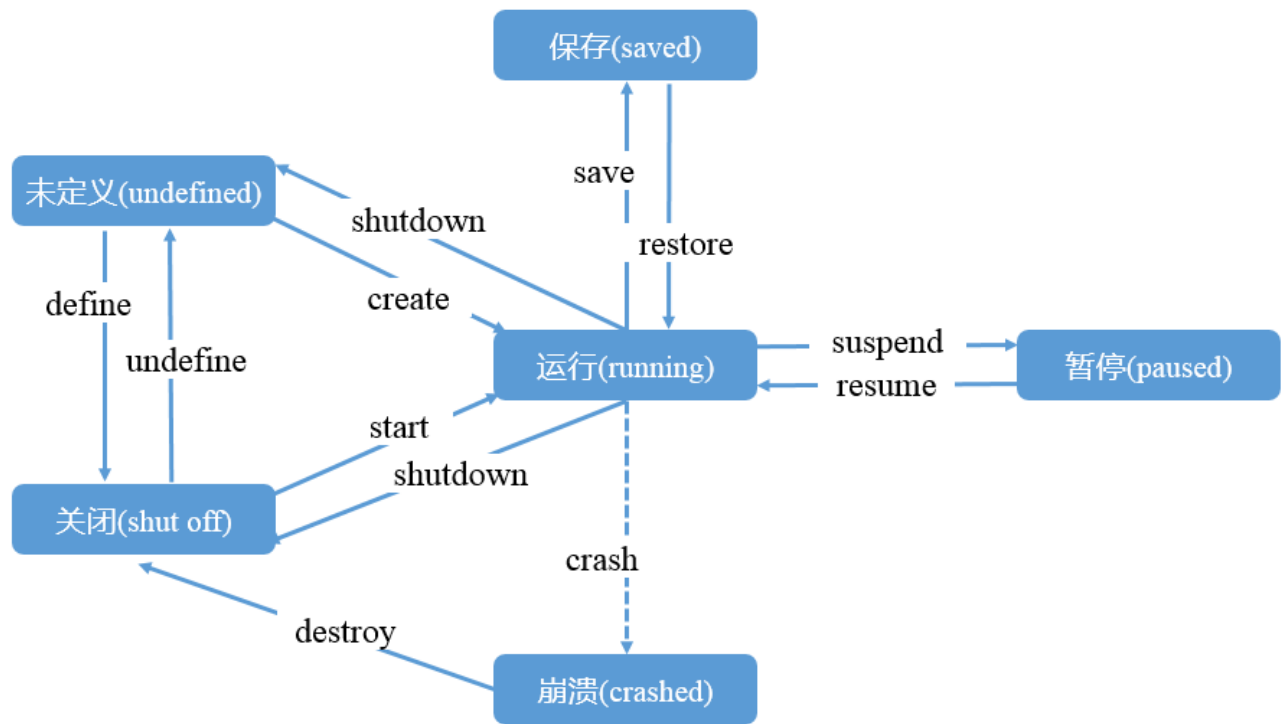 保存(saved)
未定义(undefined)
save
shutdown
restore
define
create
undefine
运行(running)
suspend
resume
暂停(paused)
start
shutdown
关闭(shut off)
crash
destroy
崩溃(crashed)